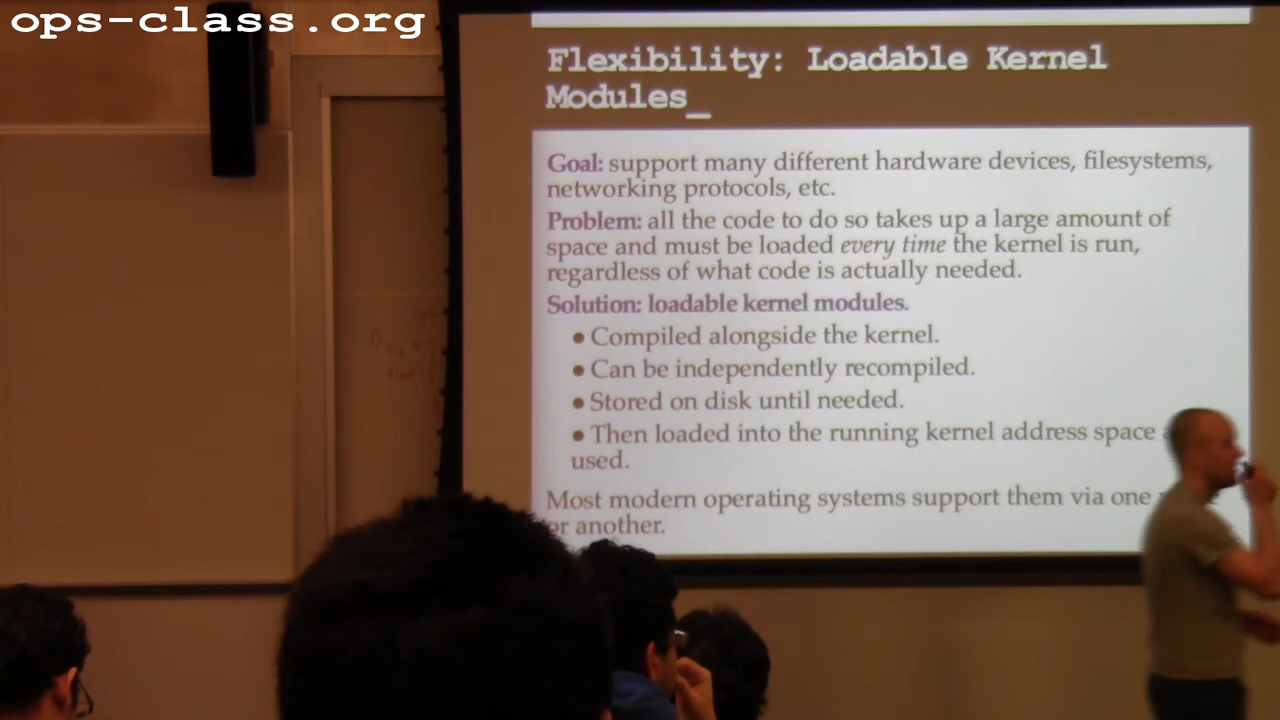 ops-class.org
Flexibility: Loadable Kernel
Modules_
Goal: support many different hardware devices, filesystems,
networking protocols, etc.
Problem: all the code to do so takes up a large amount of
space and must be loaded every time the kernel is run,
regardless of what code is actually needed.
Solution: loadable kernel modules.
• Compiled alongside the kernel.
• Can be independently recompiled.
• Stored on disk until needed.
• Then loaded into the running kernel address space
used.
Most modern operating systems support them via one
or another.